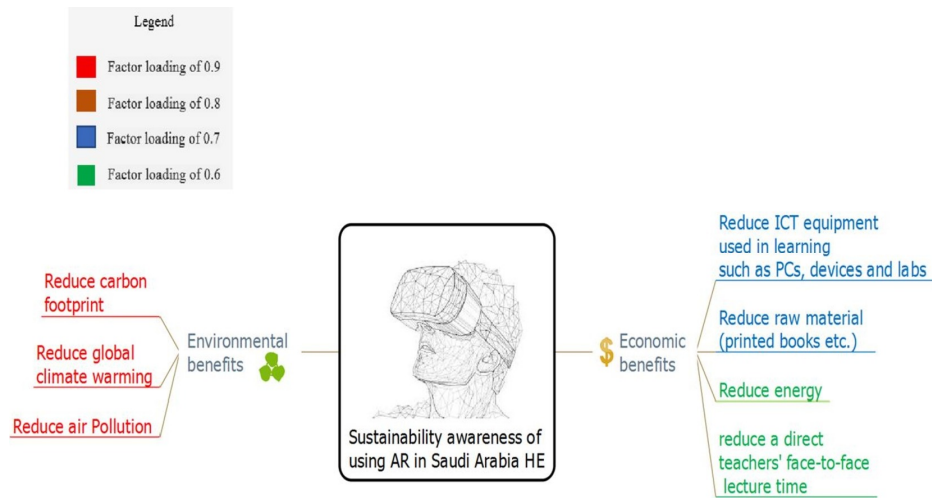 Legend
Factor loading of 0.9
Factor loading of 0.8
Factor loading of 0.7
Factor loading of 0.6
Reduce carbon
footprint
Reduce global
climate warming
Reduce air Pollution
Environmental
benefits
Sustainability awareness of
using AR in Saudi Arabia HE
$ Economic
benefits
Reduce ICT equipment
used in learning
such as PCs, devices and labs
Reduce raw material
(printed books etc.)
Reduce energy
reduce a direct
teachers' face-to-face
lecture time